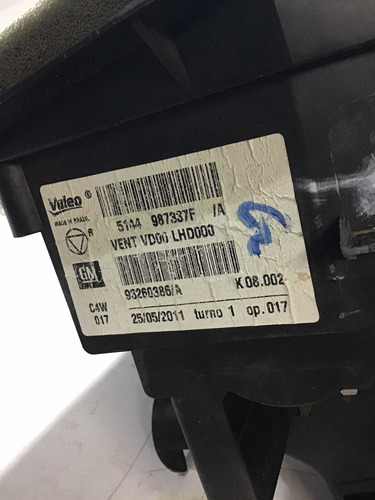 Valeo ®
MADE IN BRAZIL
5144 987337F /A
VENT VD00 LHD000
R
GM
93260386/A K 08.002
C4W
017 25/05/2011 turno 1 op.017